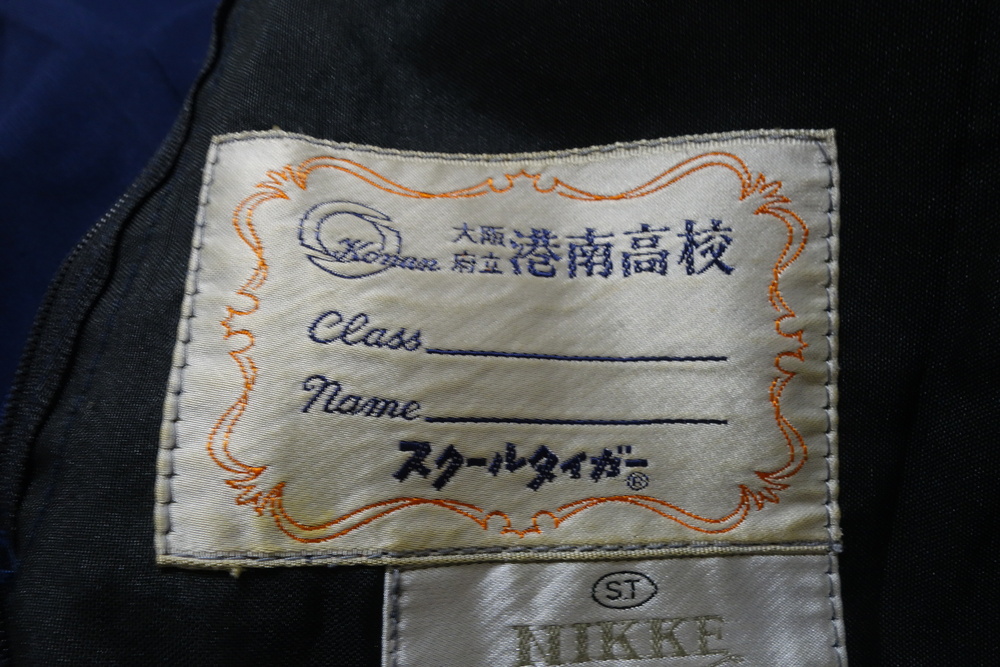 Konan 大阪府立 港南高校
Class
Name
スクールタイガー®
S.T
NIKKE